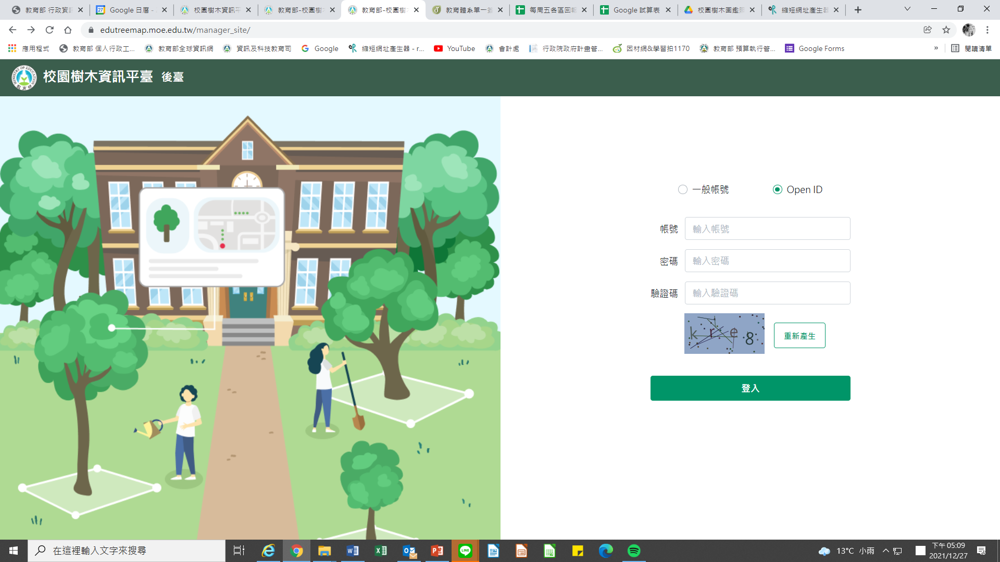 教育部 行政資訊
Google 日曆 -
校園樹木資訊平
教育部-校園樹
教育部-校園樹
教育體系單一簽
每周五各區回報
Google 試算表
校園樹木圖鑑照
縮短網址產生器
edutreemap.moe.edu.tw/manager_site/
應用程式
教育部 個人行政工...
教育部全球資訊網
資訊及科技教育司
Google
縮短網址產生器 - r...
YouTube
會計處
行政院政府計畫管...
因材網&學習拍1170
教育部 預算執行管...
Google Forms
»
閱讀清單
校園樹木資訊平臺 後臺
一般帳號
Open ID
帳號 輸入帳號
密碼 輸入密碼
驗證碼 輸入驗證碼
k r e 8
重新產生
登入
在這裡輸入文字來搜尋
13°C 小雨
下午 05:09
2021/12/27